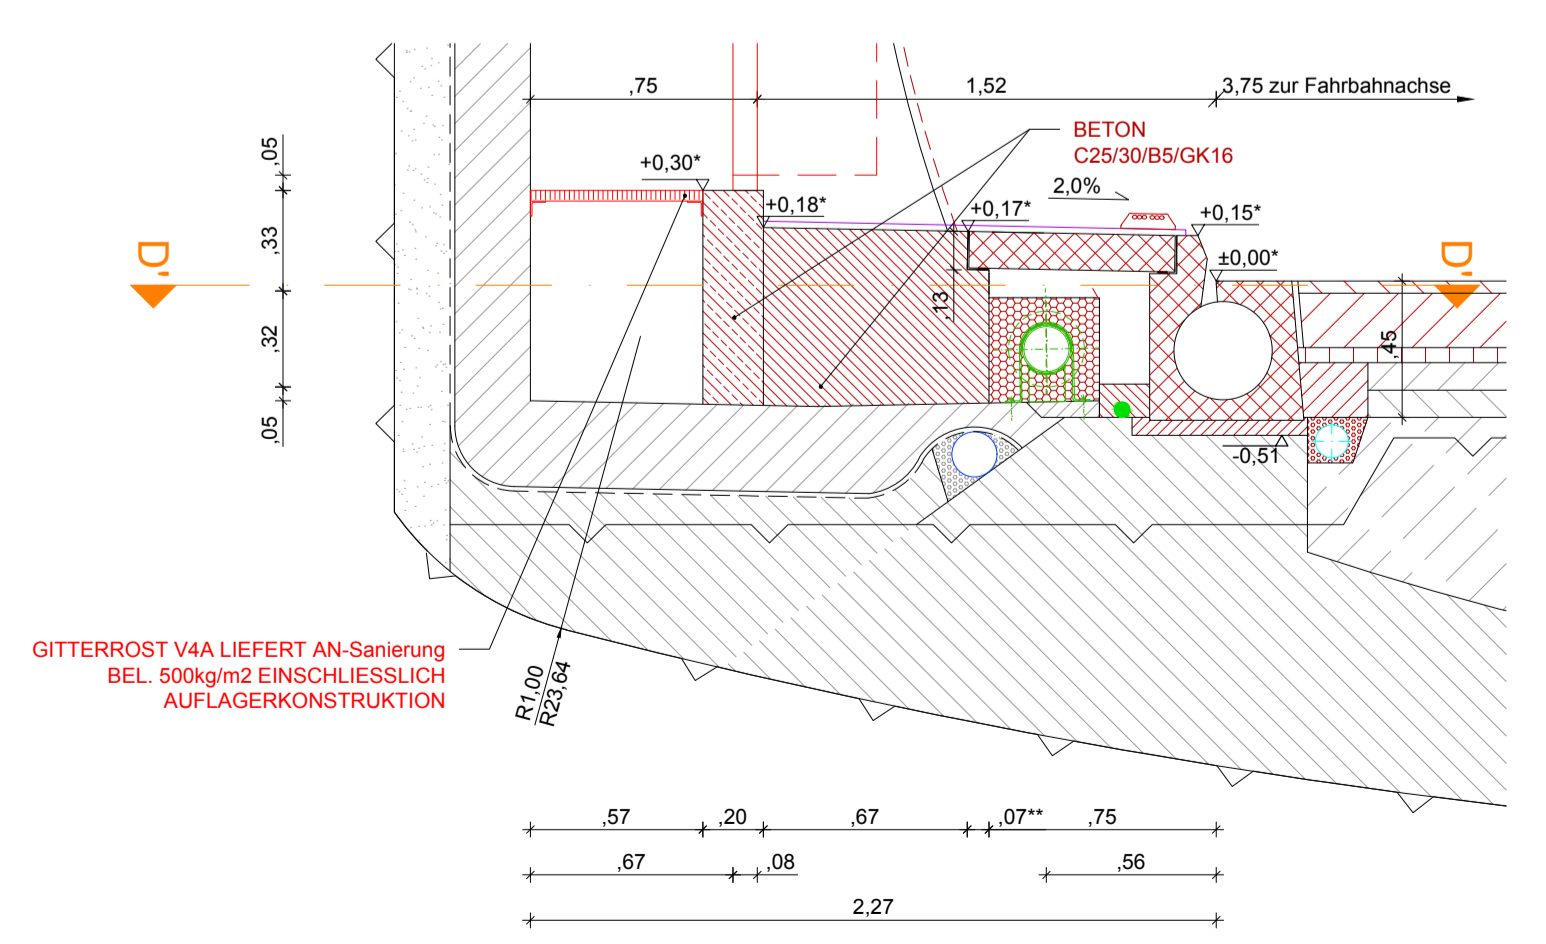 ,75
1,52
3,75 zur Fahrbahnachse
BETON
C25/30/B5/GK16
2,0%
,05
+0,30*
+0,18*
+0,17*
+0,15*
±0,00*
D'
D'
,33
,32
,05
,13
,45
-0,51
GITTERROST V4A LIEFERT AN-Sanierung
BEL. 500kg/m2 EINSCHLIESSLICH
AUFLAGERKONSTRUKTION
R1,00
R23,64
,57
,20
,67
,07**
,75
,67
,08
,56
2,27